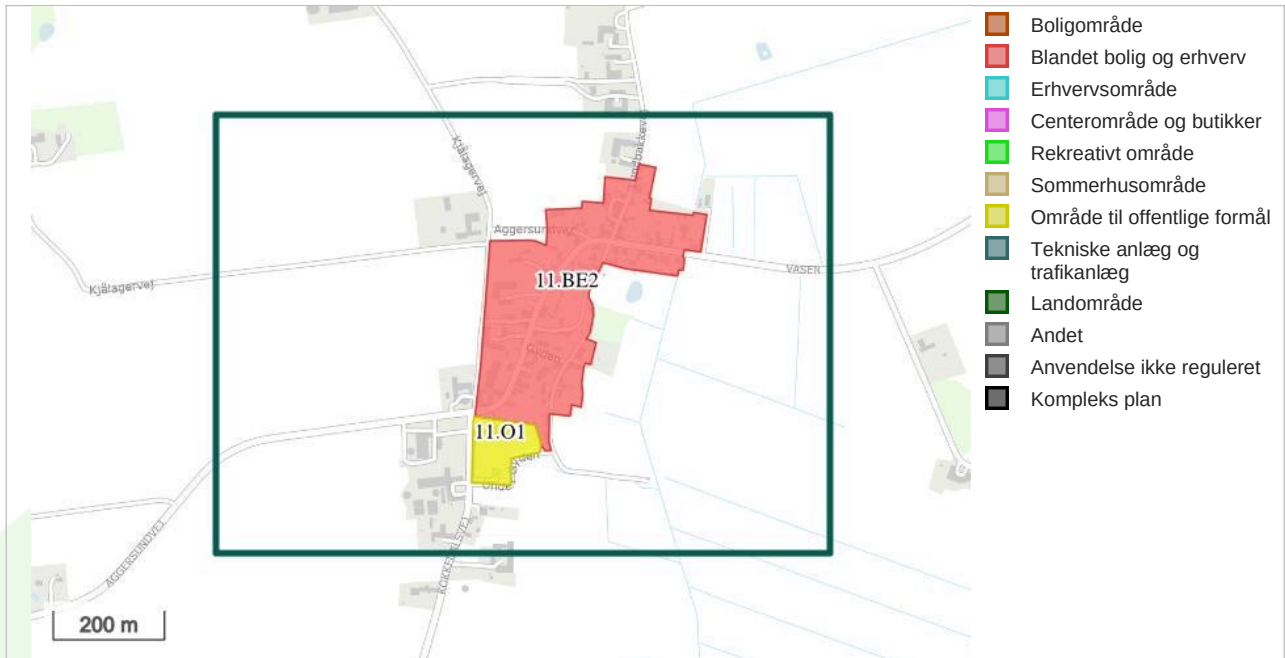 Kjålagervej
Aggersundvej
11.BE2
VASEN
Kjålagervej
Gyden
11.O1
Gyden
AGGERSUNDVEJ
KOKKEDALSVEJ
200 m
Boligområde
Blandet bolig og erhverv
Erhvervsområde
Centerområde og butikker
Rekreativt område
Sommerhusområde
Område til offentlige formål
Tekniske anlæg og
trafikanlæg
Landområde
Andet
Anvendelse ikke reguleret
Kompleks plan